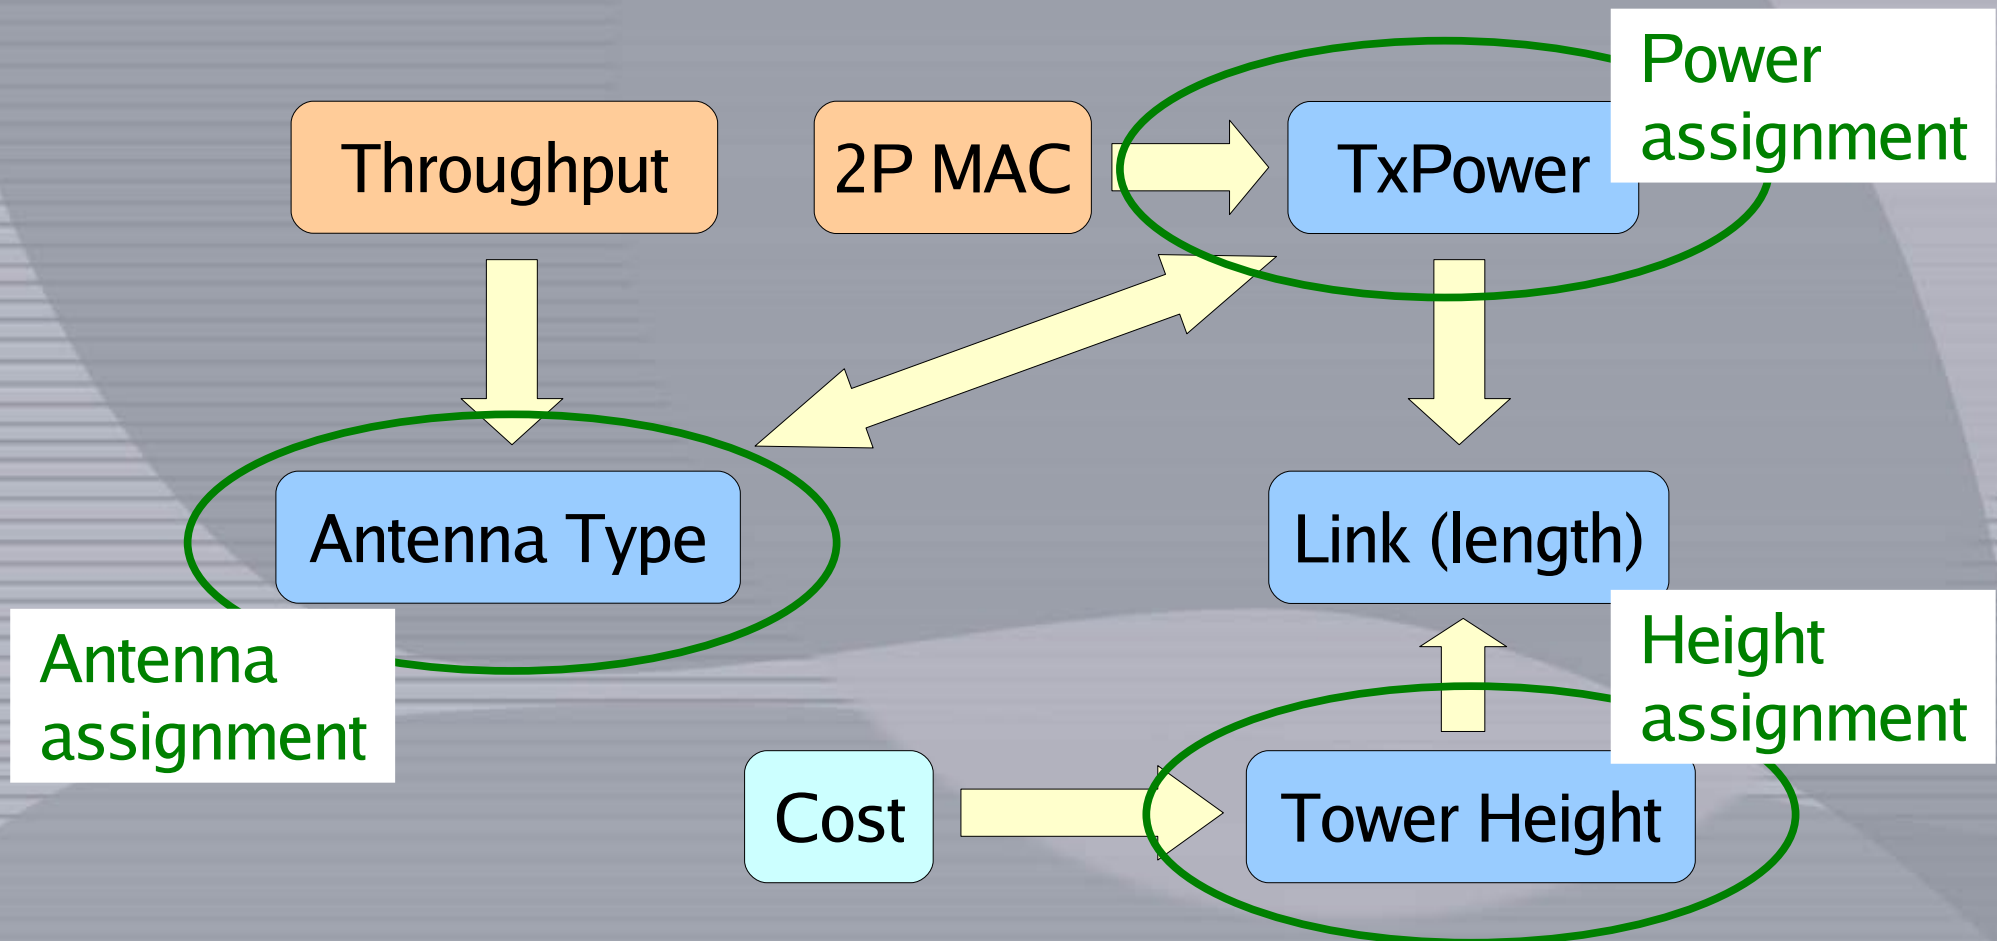 Power
assignment
Throughput
2P MAC
TxPower
Antenna Type
Link (length)
Antenna
assignment
Height
assignment
Cost
Tower Height